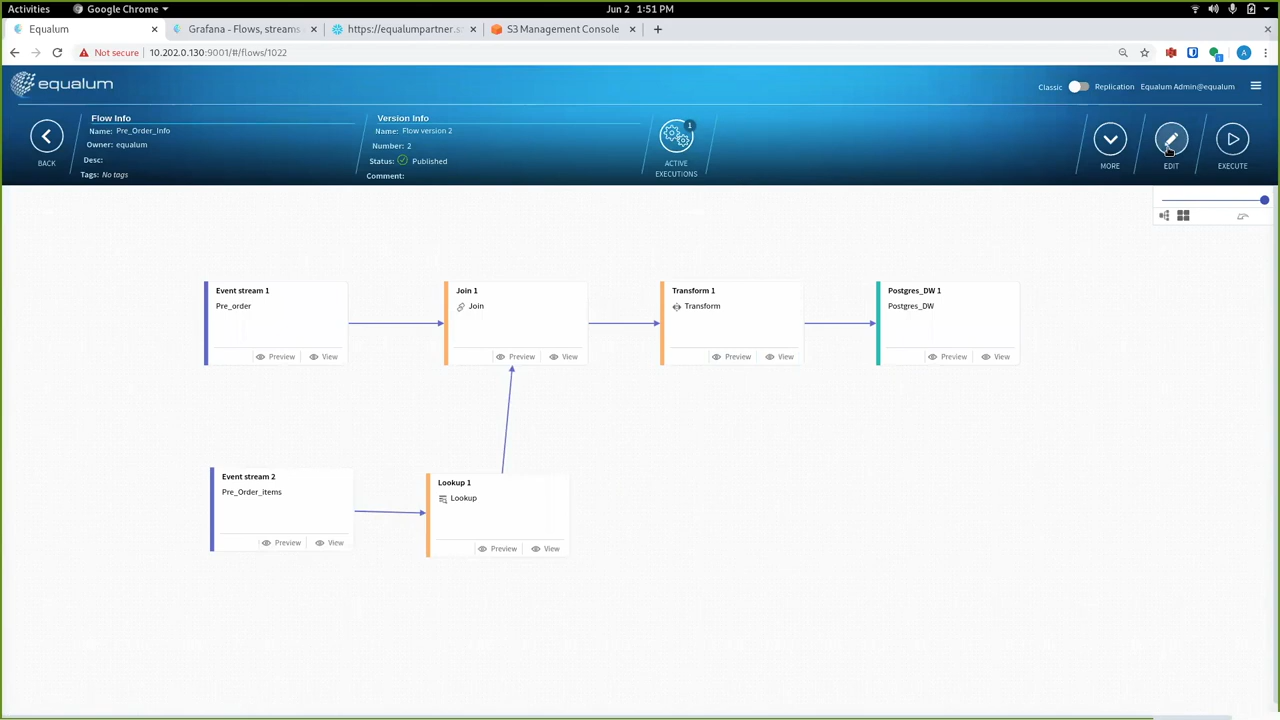 Activities
Google Chrome
Jun 2 1:51 PM
Equalum
Grafana - Flows, streams
https://equalumpartner.s
S3 Management Console
Not secure
10.202.0.130:9001/#/flows/1022
A
equalum
Classic
Replication
Equalum Admin@equalum
BACK
Flow Info
Name: Pre_Order_Info
Owner: equalum
Desc:
Tags: No tags
Version Info
Name: Flow version 2
Number: 2
Status: Published
Comment:
1
ACTIVE
EXECUTIONS
MORE
EDIT
EXECUTE
Event stream 1
Pre_order
Preview View
Join 1
Join
Preview View
Transform 1
Transform
Preview View
Postgres_DW 1
Postgres_DW
Preview View
Event stream 2
Pre_Order_items
Preview View
Lookup 1
Lookup
Preview View